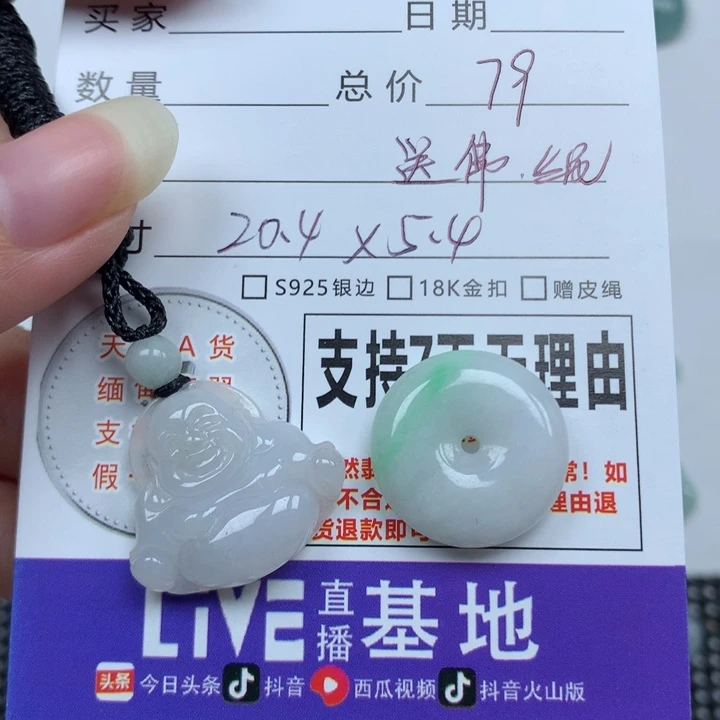 买家 日期
数量 总价 79
送佛.绳
寸 20.4 x 5.4
S925银边 18K金扣 赠皮绳
天 A货
缅
支
假
支持 理由
然 常！如
不合 理由退
货退款即可
LIVE 直播基地
头条 今日头条 抖音 西瓜视频 抖音火山版